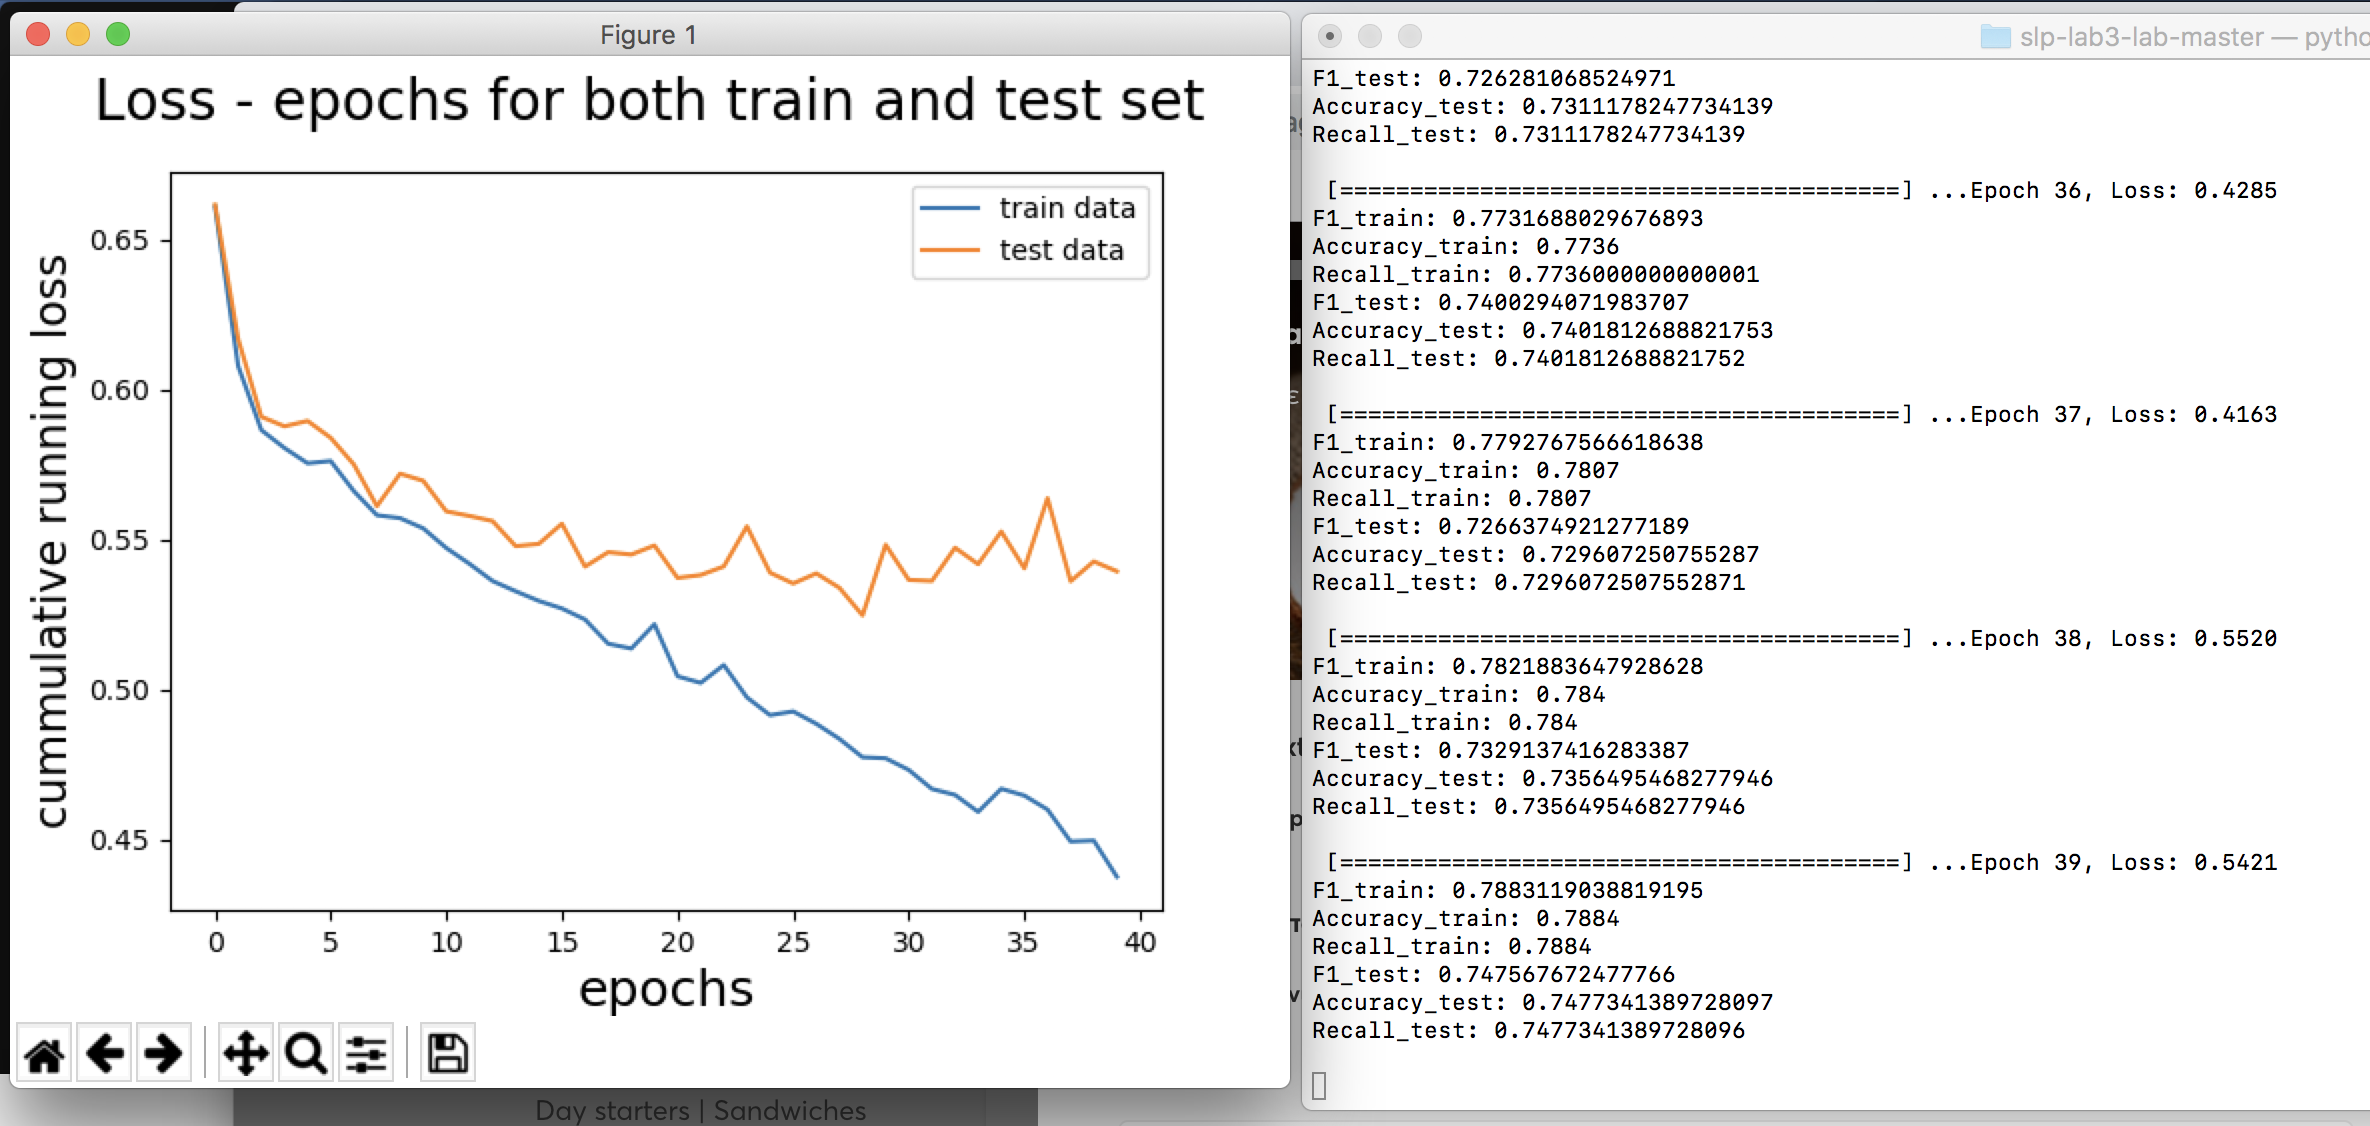 Figure 1
Loss - epochs for both train and test set
train data
test data
cummulative running loss
0.65
0.60
0.55
0.50
0.45
0 5 10 15 20 25 30 35 40
epochs
Day starters | Sandwiches
slp-lab3-lab-master — pytho
F1_test: 0.726281068524971
Accuracy_test: 0.7311178247734139
Recall_test: 0.7311178247734139
[========================================] ...Epoch 36, Loss: 0.4285
F1_train: 0.7731688029676893
Accuracy_train: 0.7736
Recall_train: 0.7736000000000001
F1_test: 0.7400294071983707
Accuracy_test: 0.7401812688821753
Recall_test: 0.7401812688821752
[========================================] ...Epoch 37, Loss: 0.4163
F1_train: 0.7792767566618638
Accuracy_train: 0.7807
Recall_train: 0.7807
F1_test: 0.72663749212771​89
Accuracy_test: 0.729607250755287
Recall_test: 0.7296072507552871
[========================================] ...Epoch 38, Loss: 0.5520
F1_train: 0.7821883647928628
Accuracy_train: 0.784
Recall_train: 0.784
F1_test: 0.7329137416283387
Accuracy_test: 0.7356495468277946
Recall_test: 0.7356495468277946
[========================================] ...Epoch 39, Loss: 0.5421
F1_train: 0.7883119038819195
Accuracy_train: 0.7884
Recall_train: 0.7884
F1_test: 0.747567672477766
Accuracy_test: 0.7477341389728097
Recall_test: 0.7477341389728096